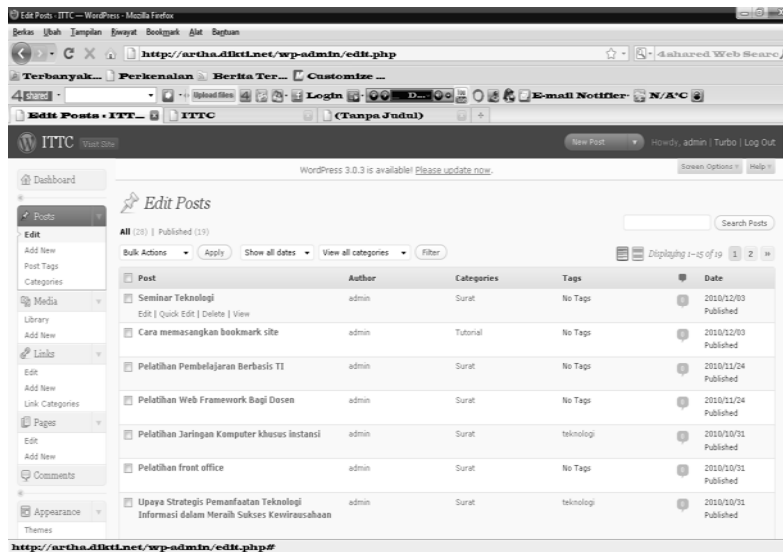 Edit Posts ‹ ITTC — WordPress - Mozilla Firefox
Berkas Ubah Tampilan Riwayat Bookmark Alat Bantuan
http://artha.dikti.net/wp-admin/edit.php
4shared Web Searc
Terbanyak... Perkenalan Berita Ter... Customize ...
4shared Upload files Login D... E-mail Notifier N/A°C
Edit Posts ‹ ITT... ITTC (Tanpa Judul)
ITTC Visit Site New Post Howdy, admin | Turbo | Log Out
WordPress 3.0.3 is available! Please update now.
Screen Options Help
Dashboard
Posts
Edit
Add New
Post Tags
Categories
Media
Library
Add New
Links
Edit
Add New
Link Categories
Pages
Edit
Add New
Comments
Appearance
Themes
Edit Posts
Search Posts
All (28) | Published (19)
Bulk Actions Apply Show all dates View all categories Filter Displaying 1–15 of 19 1 2 »
Post Author Categories Tags Date
Seminar Teknologi admin Surat No Tags 0 2010/12/03
Edit | Quick Edit | Delete | View Published
Cara memasangkan bookmark site admin Tutorial No Tags 0 2010/12/03
Published
Pelatihan Pembelajaran Berbasis TI admin Surat No Tags 0 2010/11/24
Published
Pelatihan Web Framework Bagi Dosen admin Surat No Tags 0 2010/11/24
Published
Pelatihan Jaringan Komputer khusus instansi admin Surat teknologi 0 2010/10/31
Published
Pelatihan front office admin Surat No Tags 0 2010/10/31
Published
Upaya Strategis Pemanfaatan Teknologi admin Surat teknologi 0 2010/10/31
Informasi dalam Meraih Sukses Kewirausahaan Published
http://artha.dikti.net/wp-admin/edit.php#